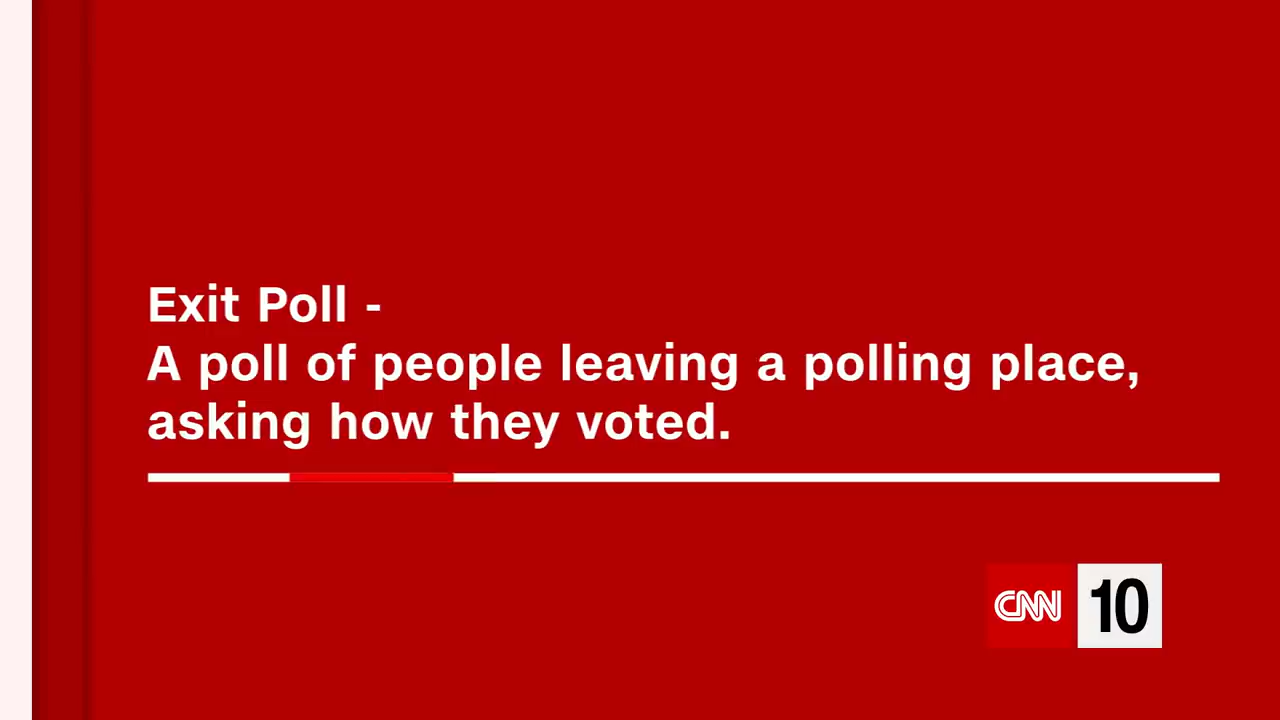 Exit Poll -
A poll of people leaving a polling place,
asking how they voted.
CNN 10